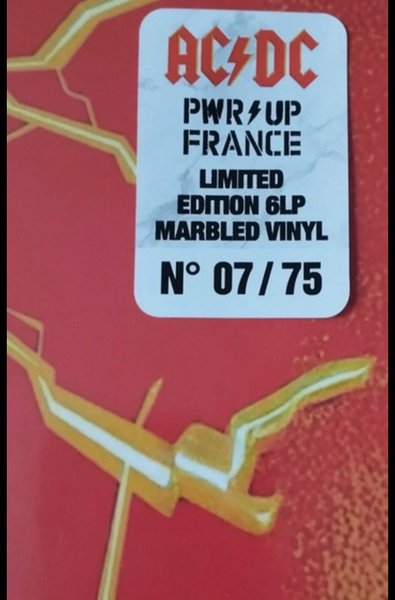 AC⚡DC
PWR⚡UP
FRANCE
LIMITED
EDITION 6LP
MARBLED VINYL
N° 07 / 75